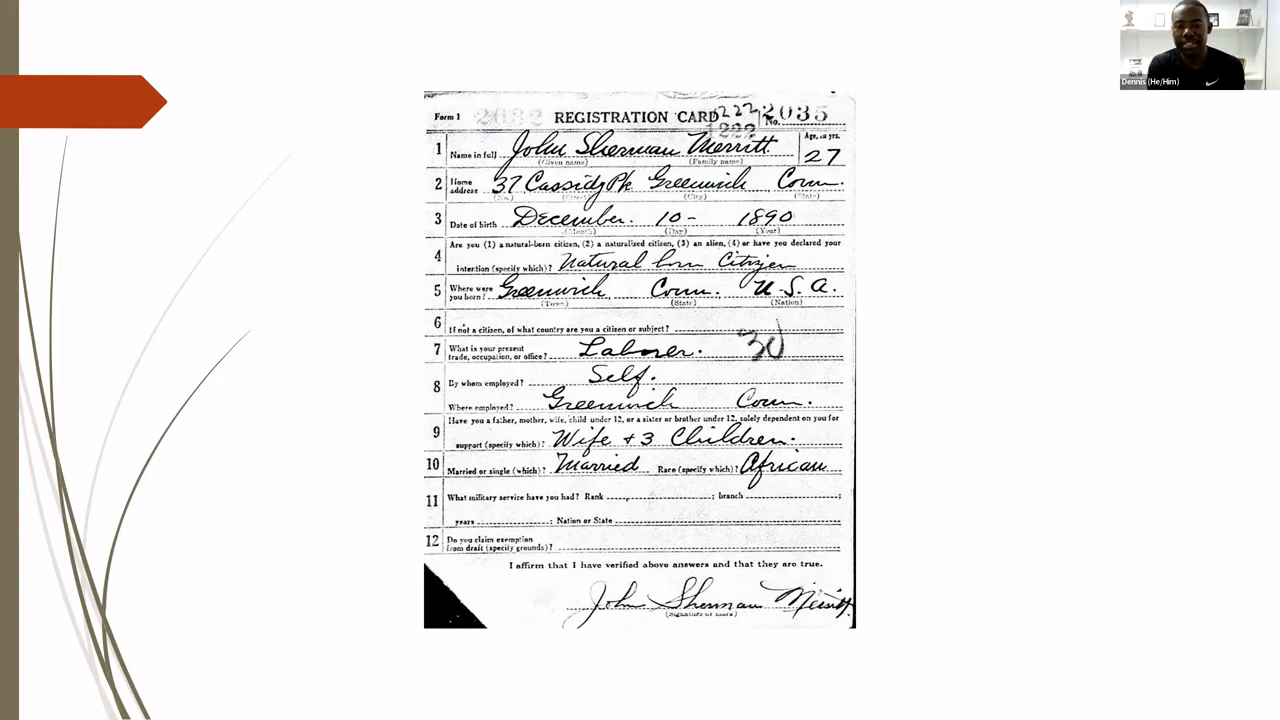 Dennis (He/Him)
Form 1 2032 REGISTRATION CARD 222 No. 2035
1222
1 Name in full John Sherman Merritt Age, in yrs. 27
(Given name) (Family name)
2 Home address 37 Cassidy Pk Greenwich Conn.
(No.) (Street) (City) (State)
3 Date of birth December. 10 - 1890
(Month) (Day) (Year)
4 Are you (1) a natural-born citizen, (2) a naturalized citizen, (3) an alien, (4) or have you declared your
intention (specify which)? Natural born Citizen
5 Where were you born? Greenwich Conn. U.S.A.
(Town) (State) (Nation)
6 If not a citizen, of what country are you a citizen or subject?
7 What is your present trade, occupation, or office? Laborer. 30
8 By whom employed? Self.
Where employed? Greenwich Conn.
9 Have you a father, mother, wife, child under 12, or a sister or brother under 12, solely dependent on you for
support (specify which)? Wife + 3 Children.
10 Married or single (which)? Married Race (specify which)? African
11 What military service have you had? Rank ; branch ;
years ; Nation or State
12 Do you claim exemption from draft (specify grounds)?
I affirm that I have verified above answers and that they are true.
John Sherman Merritt
(Signature or mark)